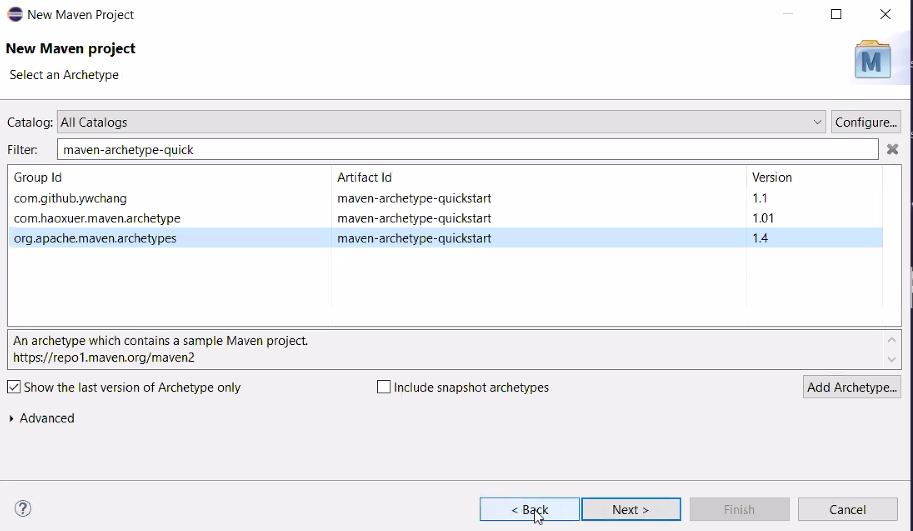 New Maven Project
New Maven project
Select an Archetype
M
Catalog: All Catalogs Configure...
Filter: maven-archetype-quick
Group Id Artifact Id Version
com.github.ywchang maven-archetype-quickstart 1.1
com.haoxuer.maven.archetype maven-archetype-quickstart 1.01
org.apache.maven.archetypes maven-archetype-quickstart 1.4
An archetype which contains a sample Maven project.
https://repo1.maven.org/maven2
Show the last version of Archetype only Include snapshot archetypes Add Archetype...
Advanced
? < Back Next > Finish Cancel